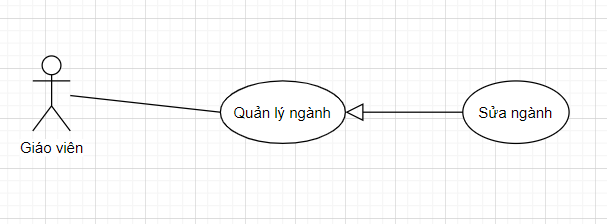 Quản lý ngành
Sửa ngành
Giáo viên